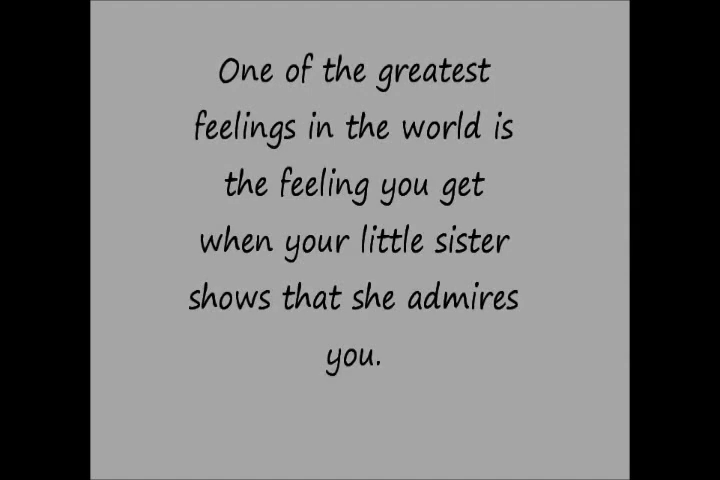 One of the greatest
feelings in the world is
the feeling you get
when your little sister
shows that she admires
you.